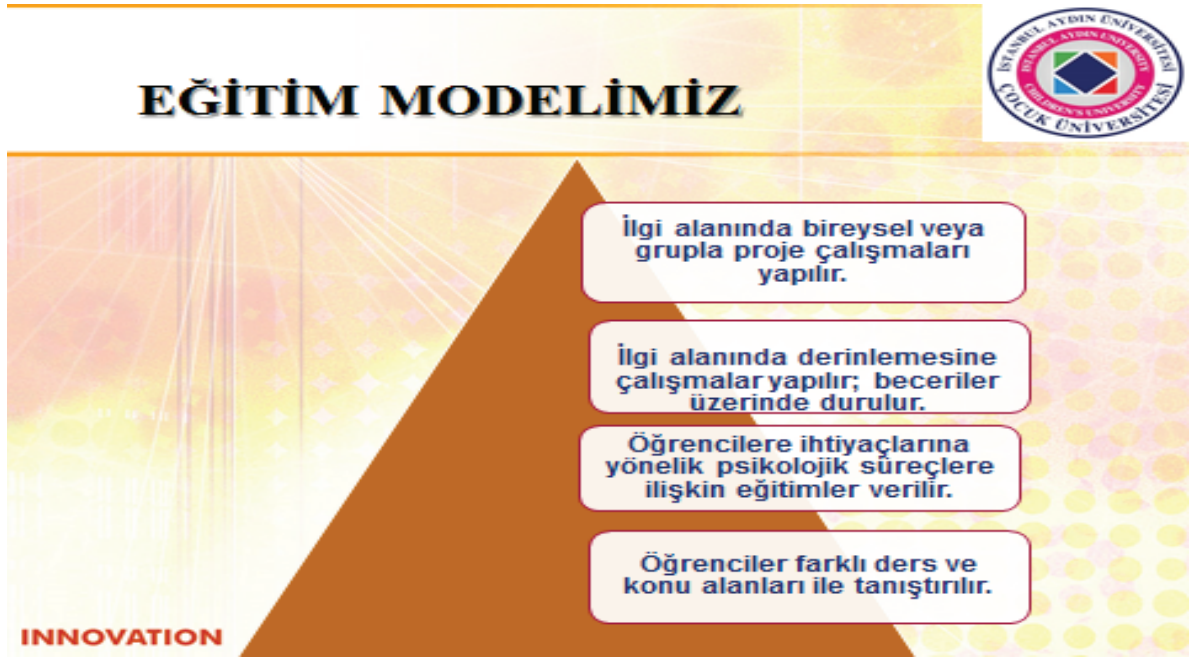 EĞİTİM MODELİMİZ
İSTANBUL AYDIN ÜNİVERSİTESİ
ISTANBUL AYDIN UNIVERSITY
CHILDREN'S UNIVERSITY
ÇOCUK ÜNİVERSİTESİ
İlgi alanında bireysel veya
grupla proje çalışmaları
yapılır.
İlgi alanında derinlemesine
çalışmalar yapılır; beceriler
üzerinde durulur.
Öğrencilere ihtiyaçlarına
yönelik psikolojik süreçlere
ilişkin eğitimler verilir.
Öğrenciler farklı ders ve
konu alanları ile tanıştırılır.
INNOVATION